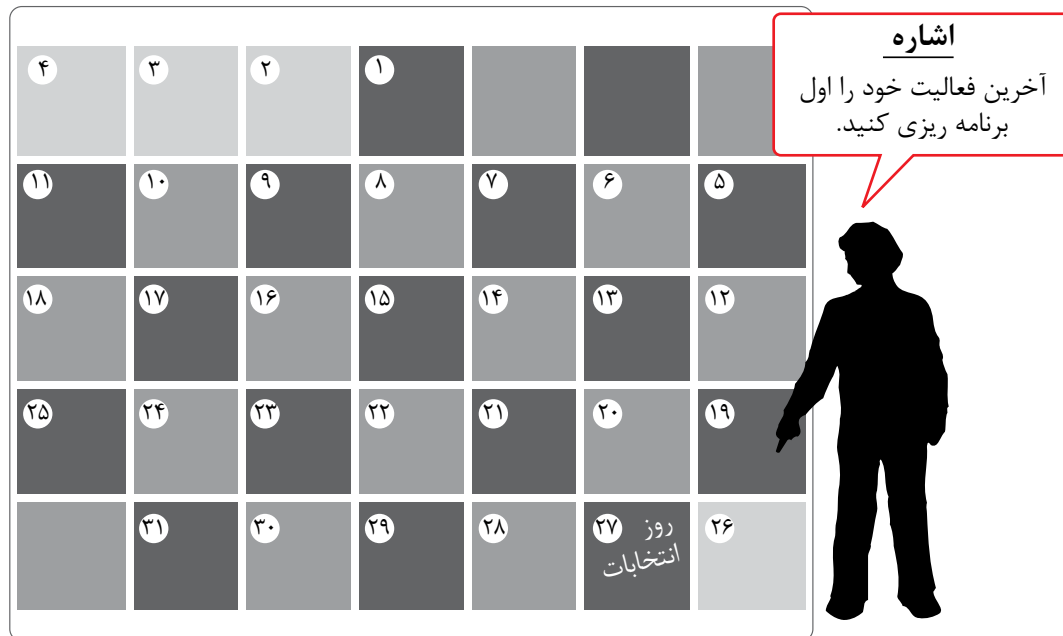 اشاره
آخرین فعالیت خود را اول
برنامه ریزی کنید.
۱ ۲ ۳ ۴
۵ ۶ ۷ ۸ ۹ ۱۰ ۱۱
۱۲ ۱۳ ۱۴ ۱۵ ۱۶ ۱۷ ۱۸
۱۹ ۲۰ ۲۱ ۲۲ ۲۳ ۲۴ ۲۵
۲۶ روز ۲۷ ۲۸ ۲۹ ۳۰ ۳۱
انتخابات